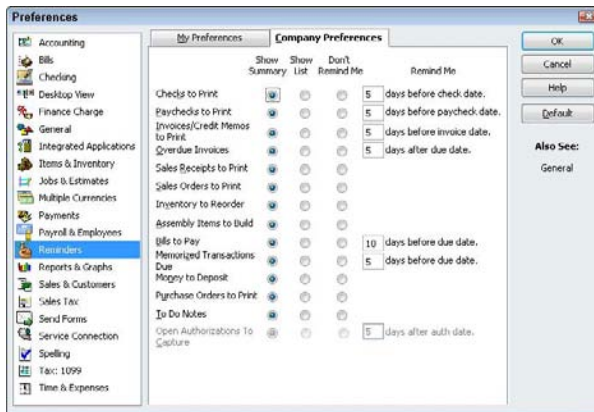 Preferences
Accounting
Bills
Checking
Desktop View
Finance Charge
General
Integrated Applications
Items & Inventory
Jobs & Estimates
Multiple Currencies
Payments
Payroll & Employees
Reminders
Reports & Graphs
Sales & Customers
Sales Tax
Send Forms
Service Connection
Spelling
Tax: 1099
Time & Expenses
My Preferences Company Preferences
Show Show Don't
Summary List Remind Me Remind Me
Checks to Print 5 days before check date.
Paychecks to Print 5 days before paycheck date.
Invoices/Credit Memos
to Print 5 days before invoice date.
Overdue Invoices 5 days after due date.
Sales Receipts to Print
Sales Orders to Print
Inventory to Reorder
Assembly Items to Build
Bills to Pay 10 days before due date.
Memorized Transactions
Due 5 days before due date.
Money to Deposit
Purchase Orders to Print
To Do Notes
Open Authorizations To
Capture 5 days after auth date.
OK
Cancel
Help
Default
Also See:
General